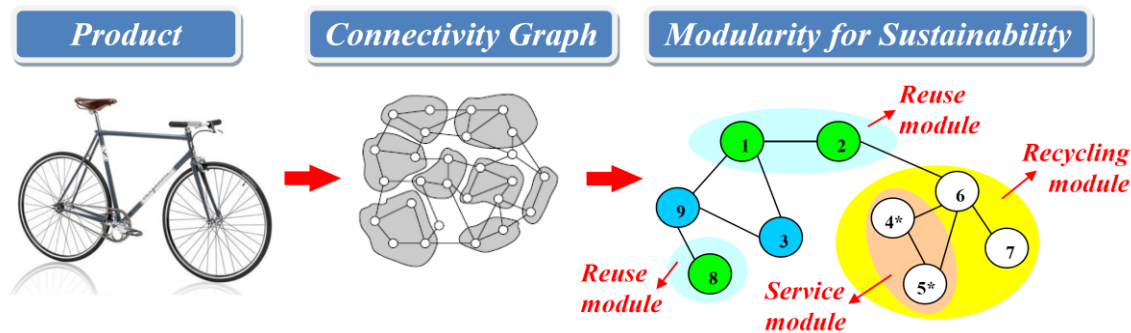 Product
Connectivity Graph
Modularity for Sustainability
Reuse
module
1
2
Recycling
module
6
9
4*
3
7
8
5*
Reuse
module
Service
module